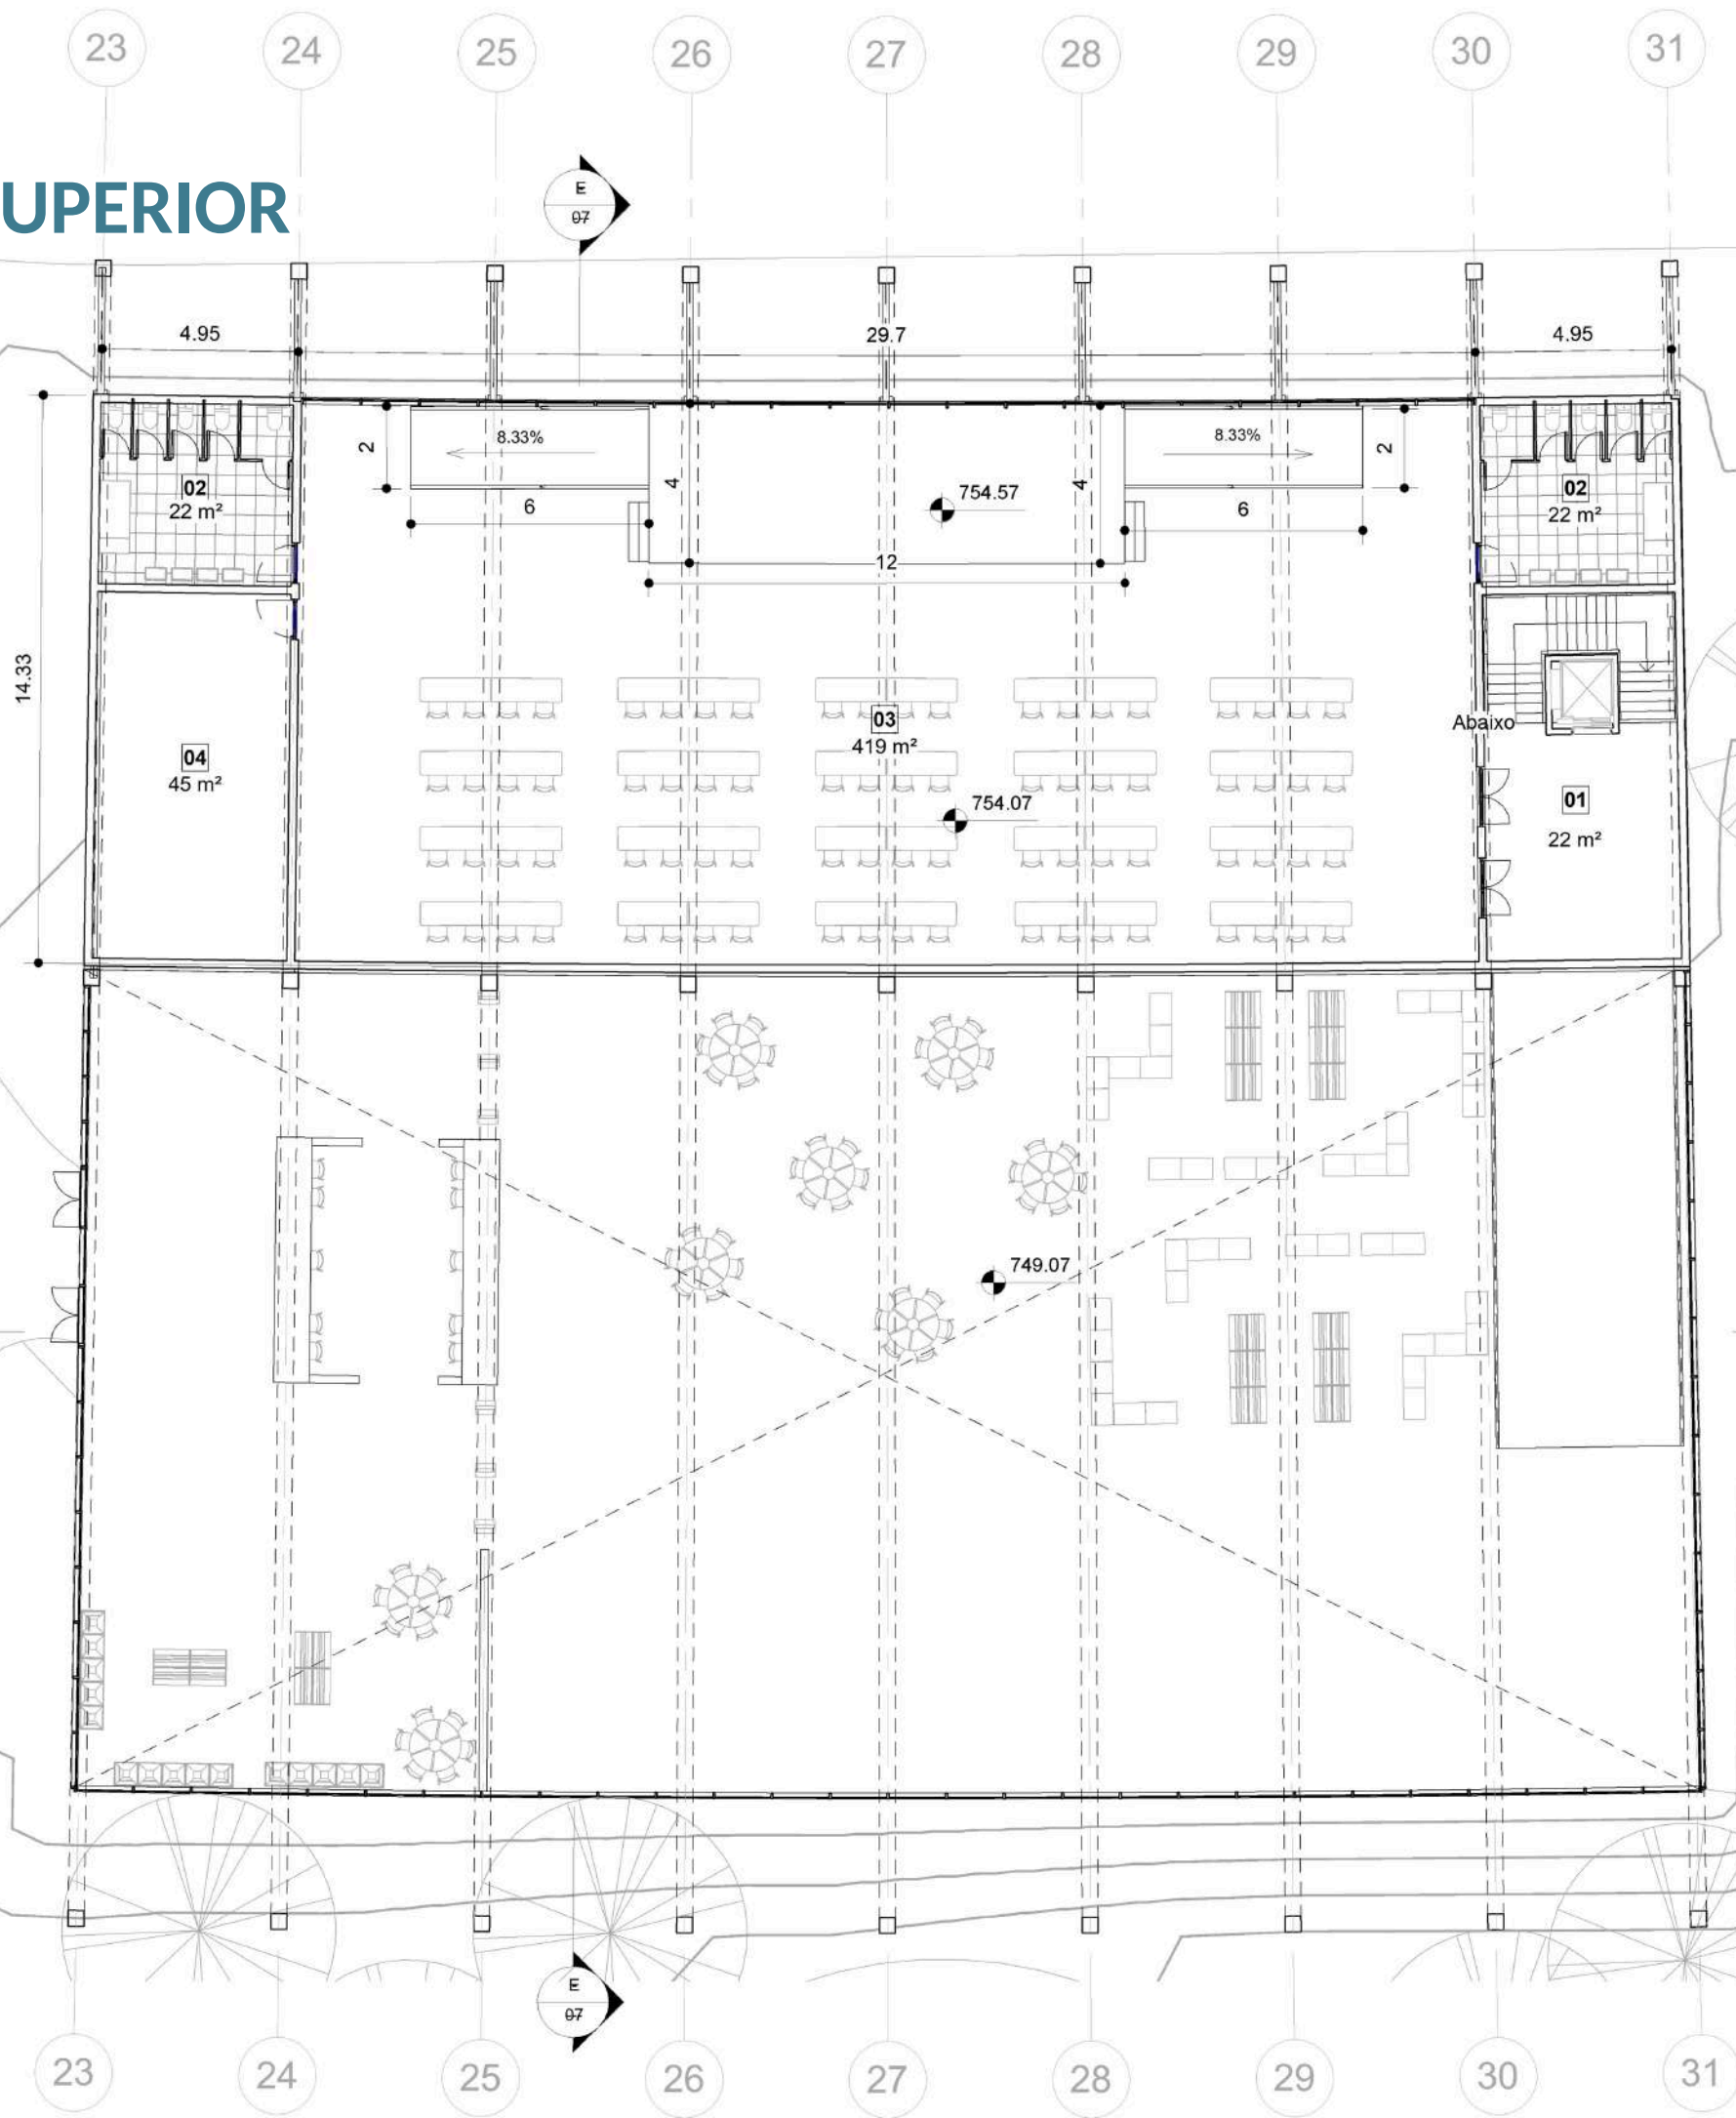 23 24 25 26 27 28 29 30 31
UPERIOR
E
07
4.95 29.7 4.95
8.33% 8.33%
2 2
4 4
02
22 m²
02
22 m²
754.57
6 6
12
14.33
03
419 m²
Abaixo
04
45 m²
754.07
01
22 m²
749.07
E
07
23 24 25 26 27 28 29 30 31